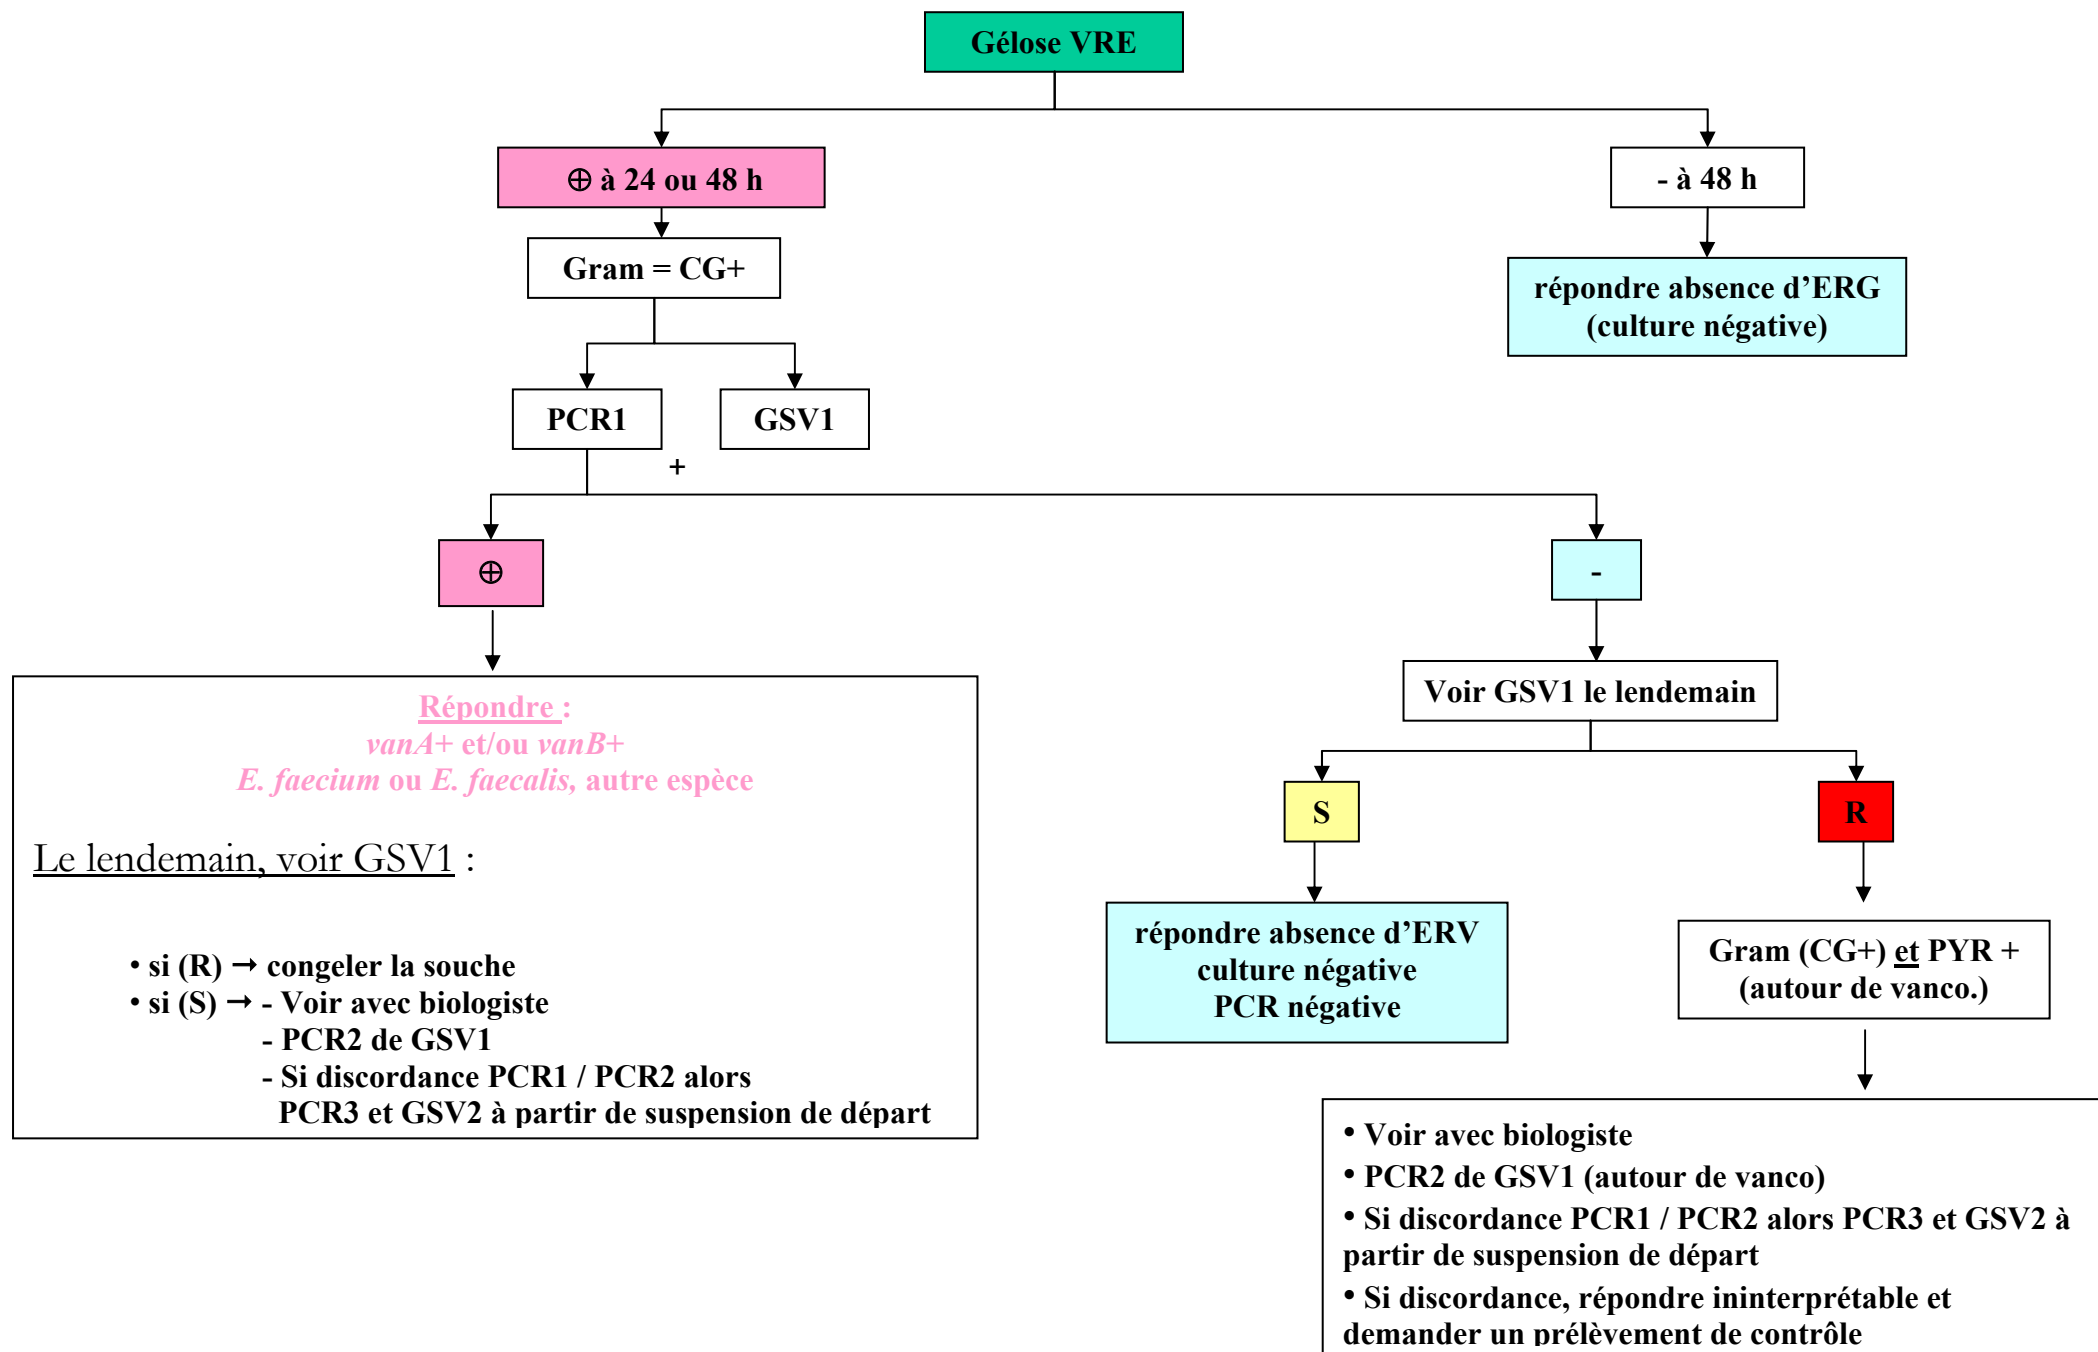 Gélose VRE
⊕ à 24 ou 48 h
- à 48 h
Gram = CG+
répondre absence d’ERG
(culture négative)
PCR1
GSV1
+
⊕
-
Voir GSV1 le lendemain
Répondre :
vanA+ et/ou vanB+
E. faecium ou E. faecalis, autre espèce
Le lendemain, voir GSV1 :
• si (R) → congeler la souche
• si (S) → - Voir avec biologiste
- PCR2 de GSV1
- Si discordance PCR1 / PCR2 alors
PCR3 et GSV2 à partir de suspension de départ
S
R
répondre absence d’ERV
culture négative
PCR négative
Gram (CG+) et PYR +
(autour de vanco.)
• Voir avec biologiste
• PCR2 de GSV1 (autour de vanco)
• Si discordance PCR1 / PCR2 alors PCR3 et GSV2 à
partir de suspension de départ
• Si discordance, répondre ininterprétable et
demander un prélèvement de contrôle